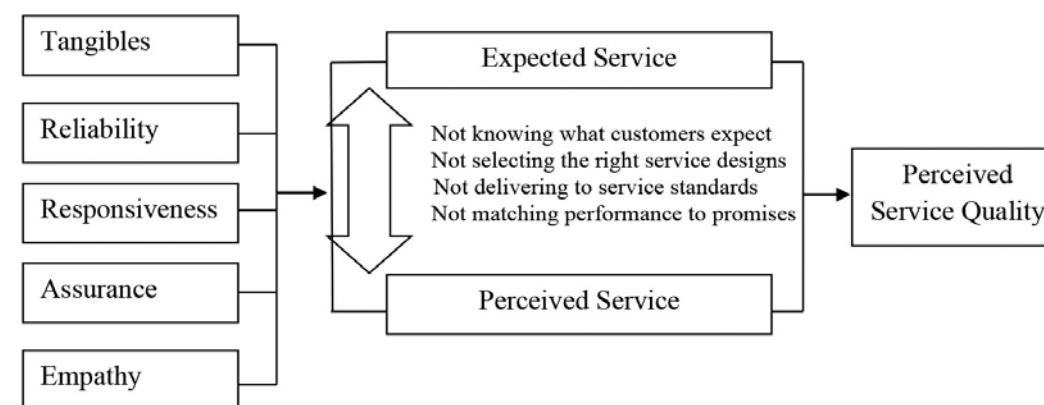 Tangibles
Reliability
Responsiveness
Assurance
Empathy
Expected Service
Not knowing what customers expect
Not selecting the right service designs
Not delivering to service standards
Not matching performance to promises
Perceived Service
Perceived
Service Quality